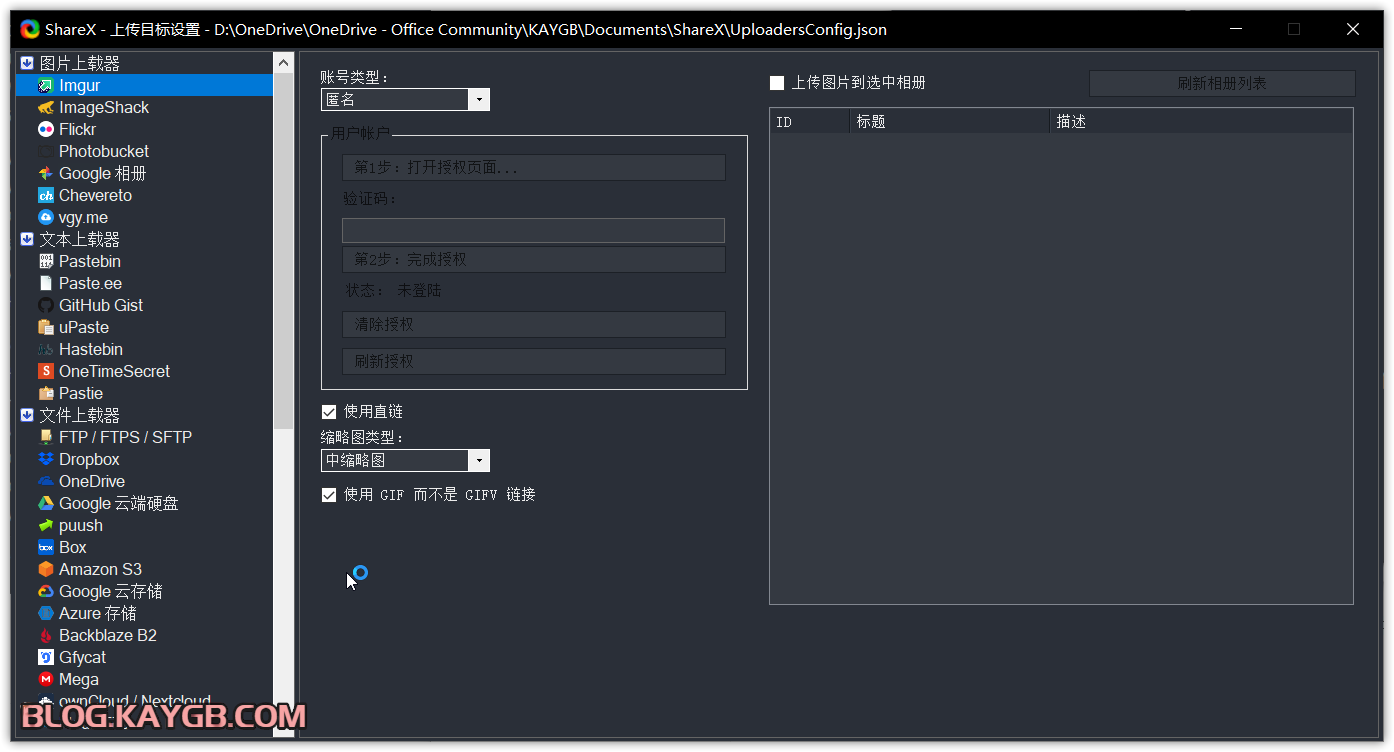 ShareX - 上传目标设置 - D:\OneDrive\OneDrive - Office Community\KAYGB\Documents\ShareX\UploadersConfig.json
图片上载器
Imgur
ImageShack
Flickr
Photobucket
Google 相册
Chevereto
vgy.me
文本上载器
Pastebin
Paste.ee
GitHub Gist
uPaste
Hastebin
OneTimeSecret
Pastie
文件上载器
FTP / FTPS / SFTP
Dropbox
OneDrive
Google 云端硬盘
puush
Box
Amazon S3
Google 云存储
Azure 存储
Backblaze B2
Gfycat
Mega
ownCloud / Nextcloud
账号类型：
匿名
用户帐户
第1步：打开授权页面...
验证码：
第2步：完成授权
状态： 未登陆
清除授权
刷新授权
使用直链
缩略图类型：
中缩略图
使用 GIF 而不是 GIFV 链接
上传图片到选中相册
刷新相册列表
ID 标题 描述
BLOG.KAYGB.COM